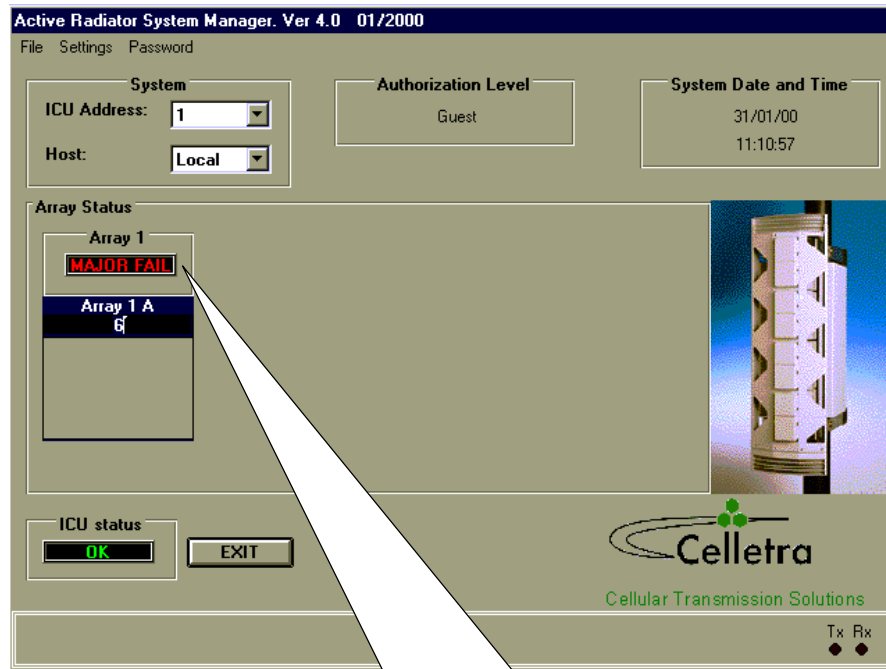 Active Radiator System Manager. Ver 4.0 01/2000
File Settings Password
System
ICU Address: 1
Host: Local
Authorization Level
Guest
System Date and Time
31/01/00
11:10:57
Array Status
Array 1
MAJOR FAIL
Array 1 A
6
ICU status
OK
EXIT
Celletra
Cellular Transmission Solutions
Tx Rx